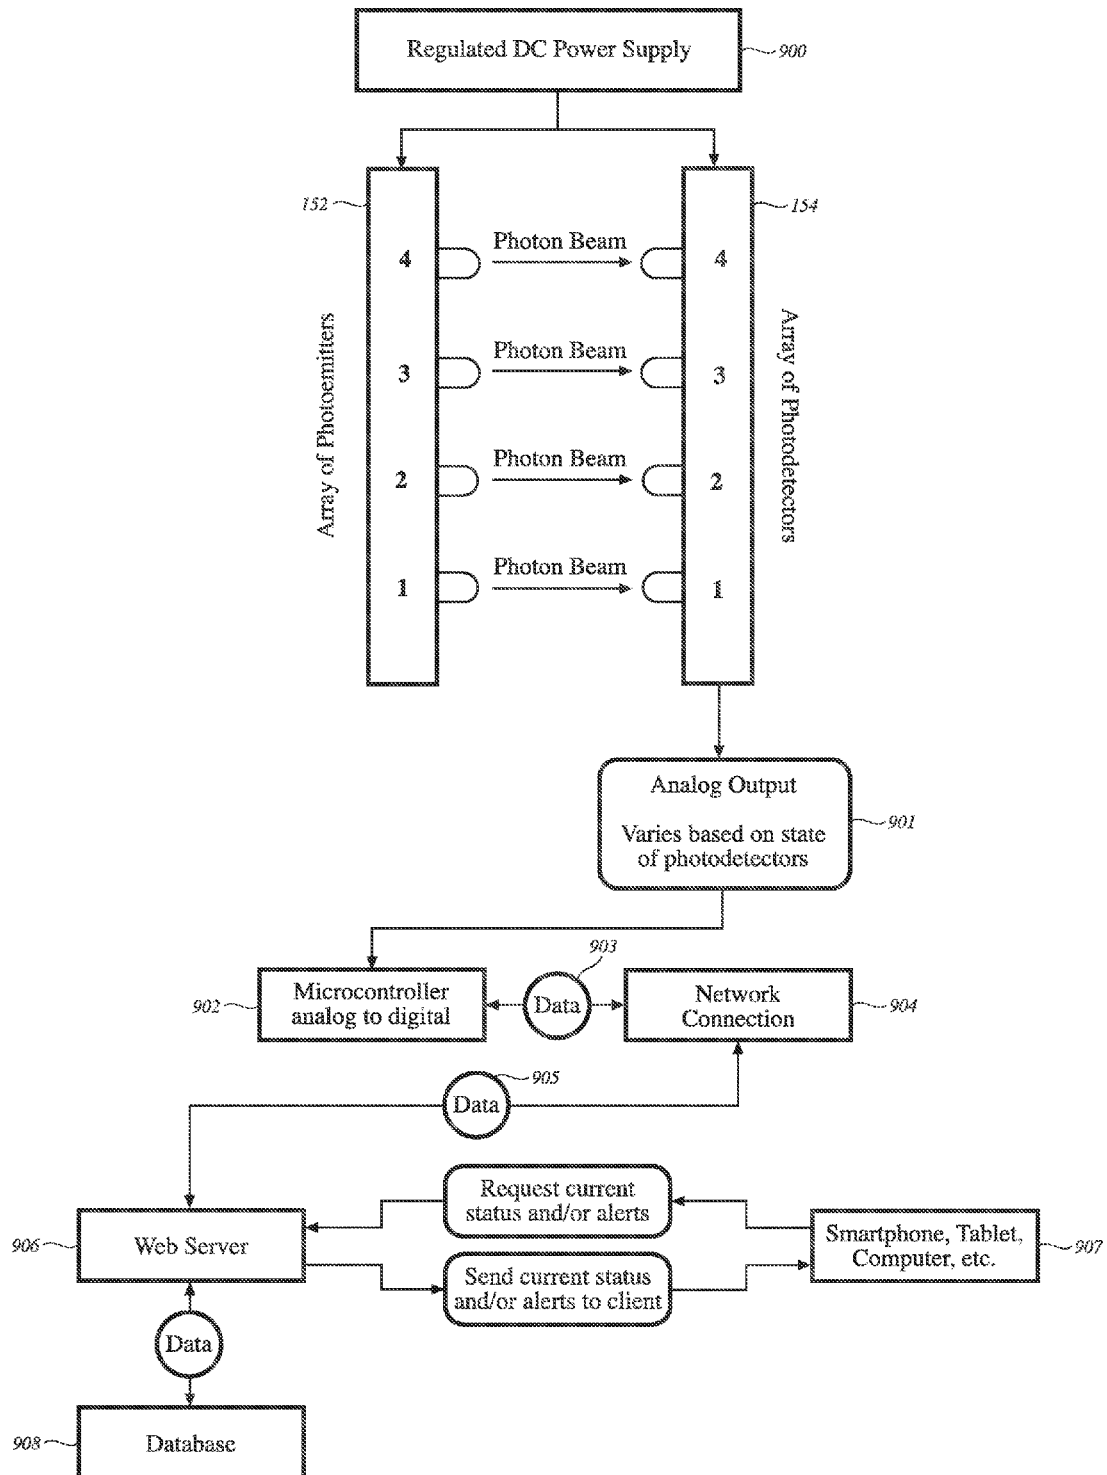 Regulated DC Power Supply
900
152
154
Photon Beam
4
4
Photon Beam
3
3
Photon Beam
2
2
Photon Beam
1
1
Array of Photoemitters
Array of Photodetectors
Analog Output
Varies based on state
of photodetectors
901
903
902
Microcontroller
analog to digital
Data
Network
Connection
904
905
Data
Request current
status and/or alerts
906
Web Server
Smartphone, Tablet,
Computer, etc.
907
Send current status
and/or alerts to client
Data
908
Database